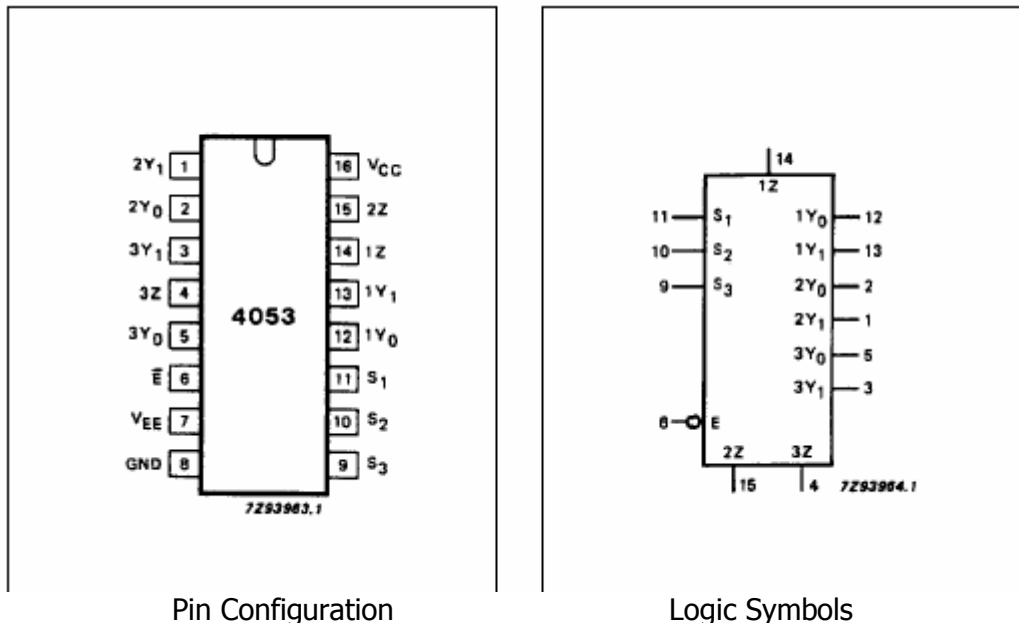 2Y1 1 16 VCC
2Y0 2 15 2Z
3Y1 3 14 1Z
3Z 4 13 1Y1
4053
3Y0 5 12 1Y0
E̅ 6 11 S1
VEE 7 10 S2
GND 8 9 S3
7Z93963.1
Pin Configuration
14
1Z
11 S1 1Y0 12
10 S2 1Y1 13
9 S3 2Y0 2
2Y1 1
3Y0 5
3Y1 3
6 E
2Z 3Z
15 4 7Z93964.1
Logic Symbols